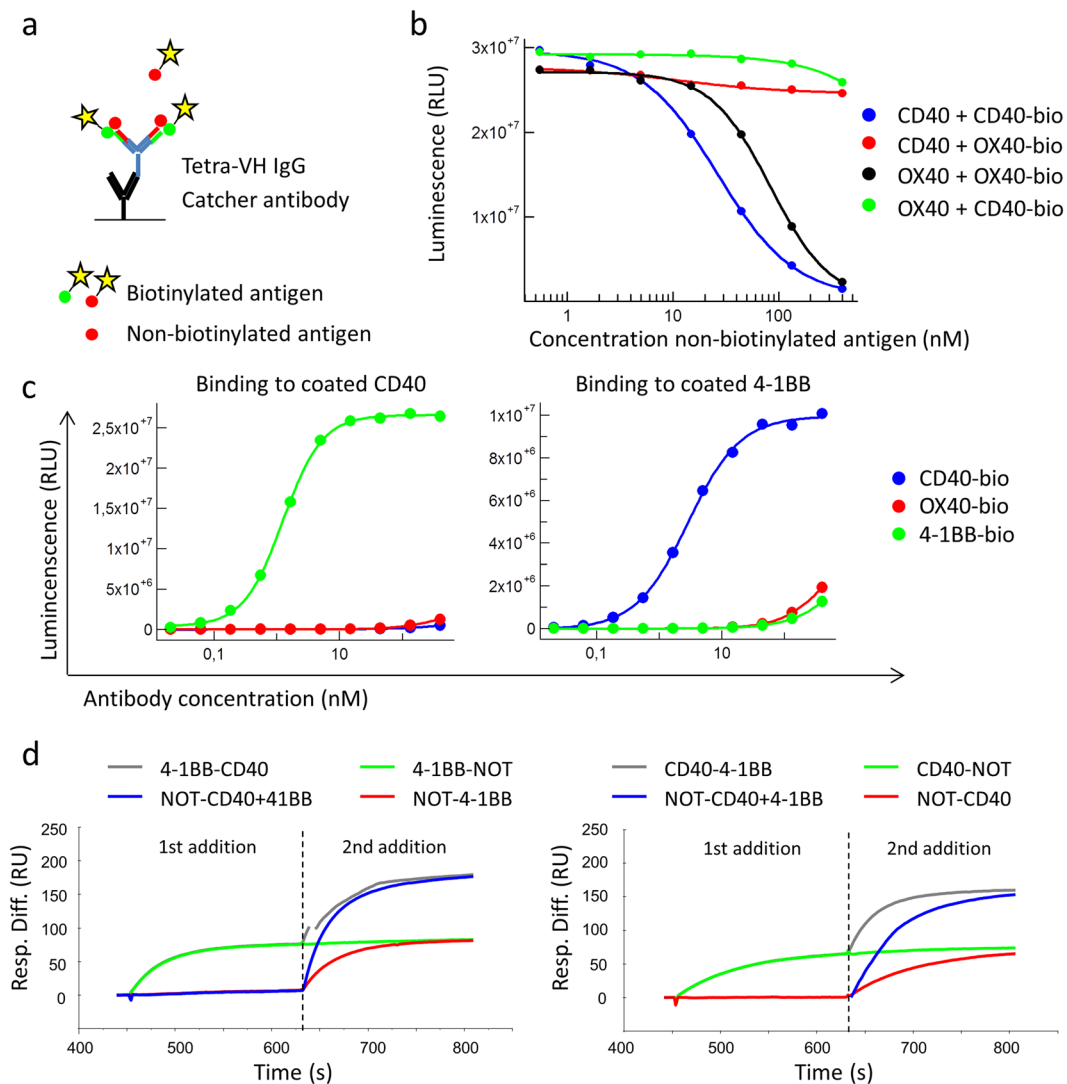 a
Tetra-VH IgG
Catcher antibody
Biotinylated antigen
Non-biotinylated antigen
b
Luminescence (RLU)
3x10⁺⁷
2x10⁺⁷
1x10⁺⁷
1 10 100
Concentration non-biotinylated antigen (nM)
CD40 + CD40-bio
CD40 + OX40-bio
OX40 + OX40-bio
OX40 + CD40-bio
c
Lumincenscence (RLU)
Binding to coated CD40
2,5x10⁺⁷
2x10⁺⁷
1x10⁺⁷
5x10⁺⁶
0
0,1 10
Binding to coated 4-1BB
1x10⁺⁷
8x10⁺⁶
6x10⁺⁶
4x10⁺⁶
2x10⁺⁶
0
0,1 10
CD40-bio
OX40-bio
4-1BB-bio
Antibody concentration (nM)
d
4-1BB-CD40 4-1BB-NOT
NOT-CD40+41BB NOT-4-1BB
Resp. Diff. (RU)
250
200
150
100
50
0
1st addition 2nd addition
400 500 600 700 800
Time (s)
CD40-4-1BB CD40-NOT
NOT-CD40+4-1BB NOT-CD40
Resp. Diff. (RU)
250
200
150
100
50
0
1st addition 2nd addition
400 500 600 700 800
Time (s)